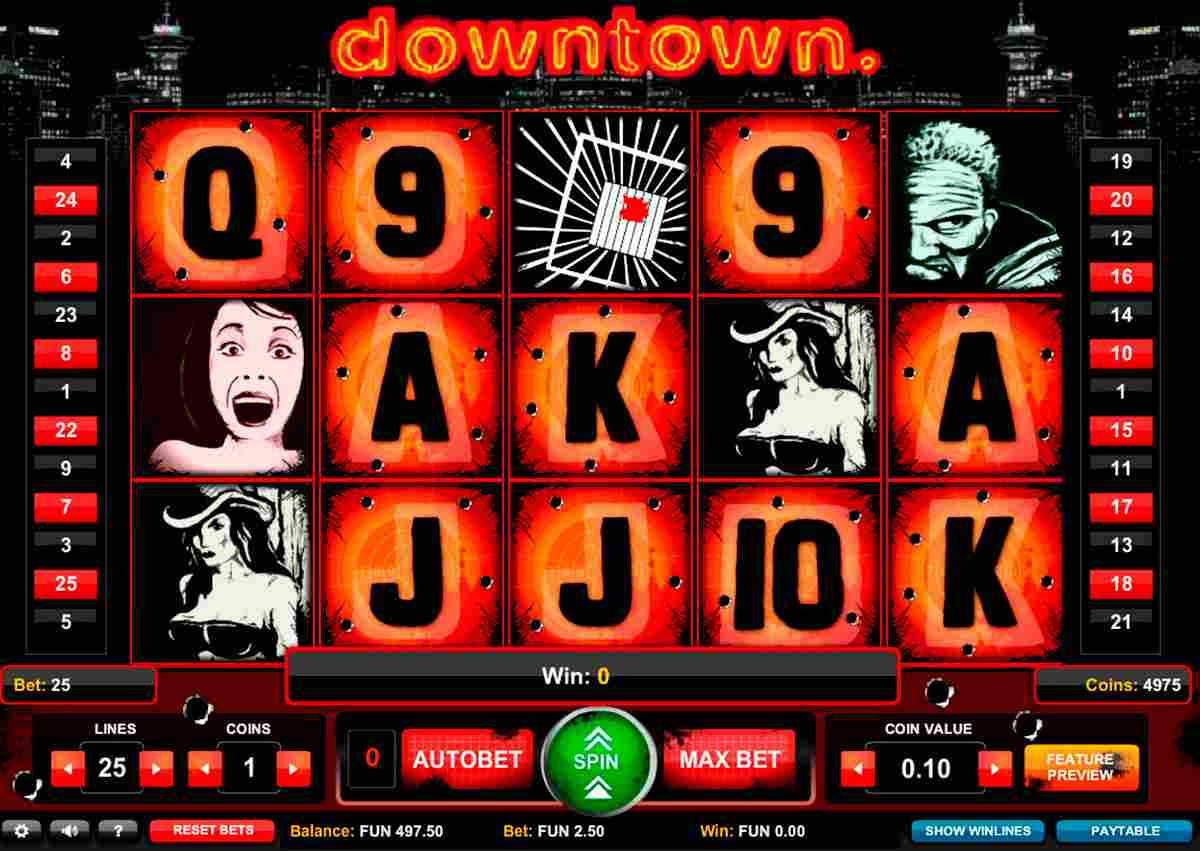 downtown.
4
24
2
6
23
8
1
22
9
7
3
25
5
Q 9 9
A K A
J J 10 K
19
20
12
16
14
10
1
15
11
17
13
18
21
Win: 0
Bet: 25
Coins: 4975
LINES
25
COINS
1
0
AUTOBET
SPIN
MAX BET
COIN VALUE
0.10
FEATURE
PREVIEW
?
RESET BETS
Balance: FUN 497.50
Bet: FUN 2.50
Win: FUN 0.00
SHOW WINLINES
PAYTABLE